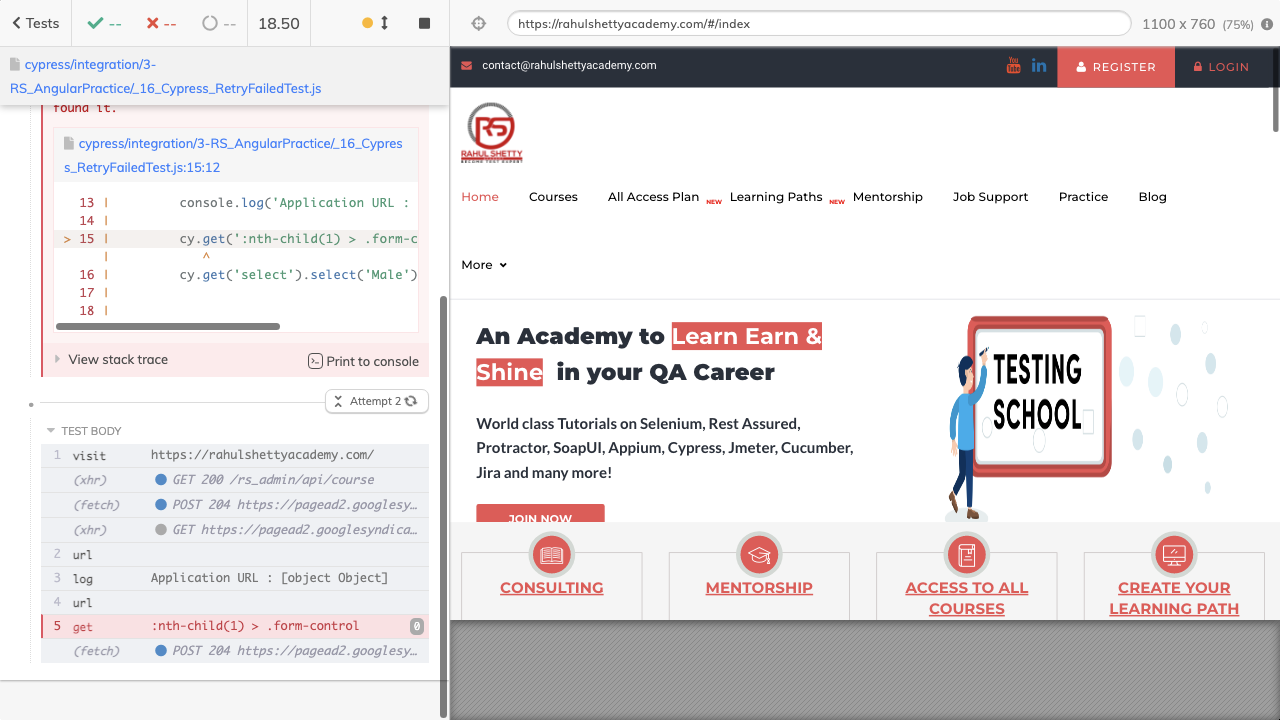 Tests
--
--
--
18.50
https://rahulshettyacademy.com/#/index
1100 x 760 (75%)
cypress/integration/3-
RS_AngularPractice/_16_Cypress_RetryFailedTest.js
found it.
cypress/integration/3-RS_AngularPractice/_16_Cypres
s_RetryFailedTest.js:15:12
13 | console.log('Application URL :
14 |
> 15 | cy.get(':nth-child(1) > .form-c
| ^
16 | cy.get('select').select('Male')
17 |
18 |
View stack trace
Print to console
Attempt 2
TEST BODY
1 visit https://rahulshettyacademy.com/
(xhr) GET 200 /rs_admin/api/course
(fetch) POST 204 https://pagead2.googlesy…
(xhr) GET https://pagead2.googlesyndica…
2 url
3 log Application URL : [object Object]
4 url
5 get :nth-child(1) > .form-control 0
(fetch) POST 204 https://pagead2.googlesy…
contact@rahulshettyacademy.com
You
Tube
in
REGISTER
LOGIN
RS
RAHUL SHETTY
Home
Courses
All Access Plan NEW
Learning Paths NEW
Mentorship
Job Support
Practice
Blog
More
An Academy to Learn Earn &
Shine in your QA Career
World class Tutorials on Selenium, Rest Assured,
Protractor, SoapUI, Appium, Cypress, Jmeter, Cucumber,
Jira and many more!
JOIN NOW
TESTING
SCHOOL
CONSULTING
MENTORSHIP
ACCESS TO ALL
COURSES
CREATE YOUR
LEARNING PATH